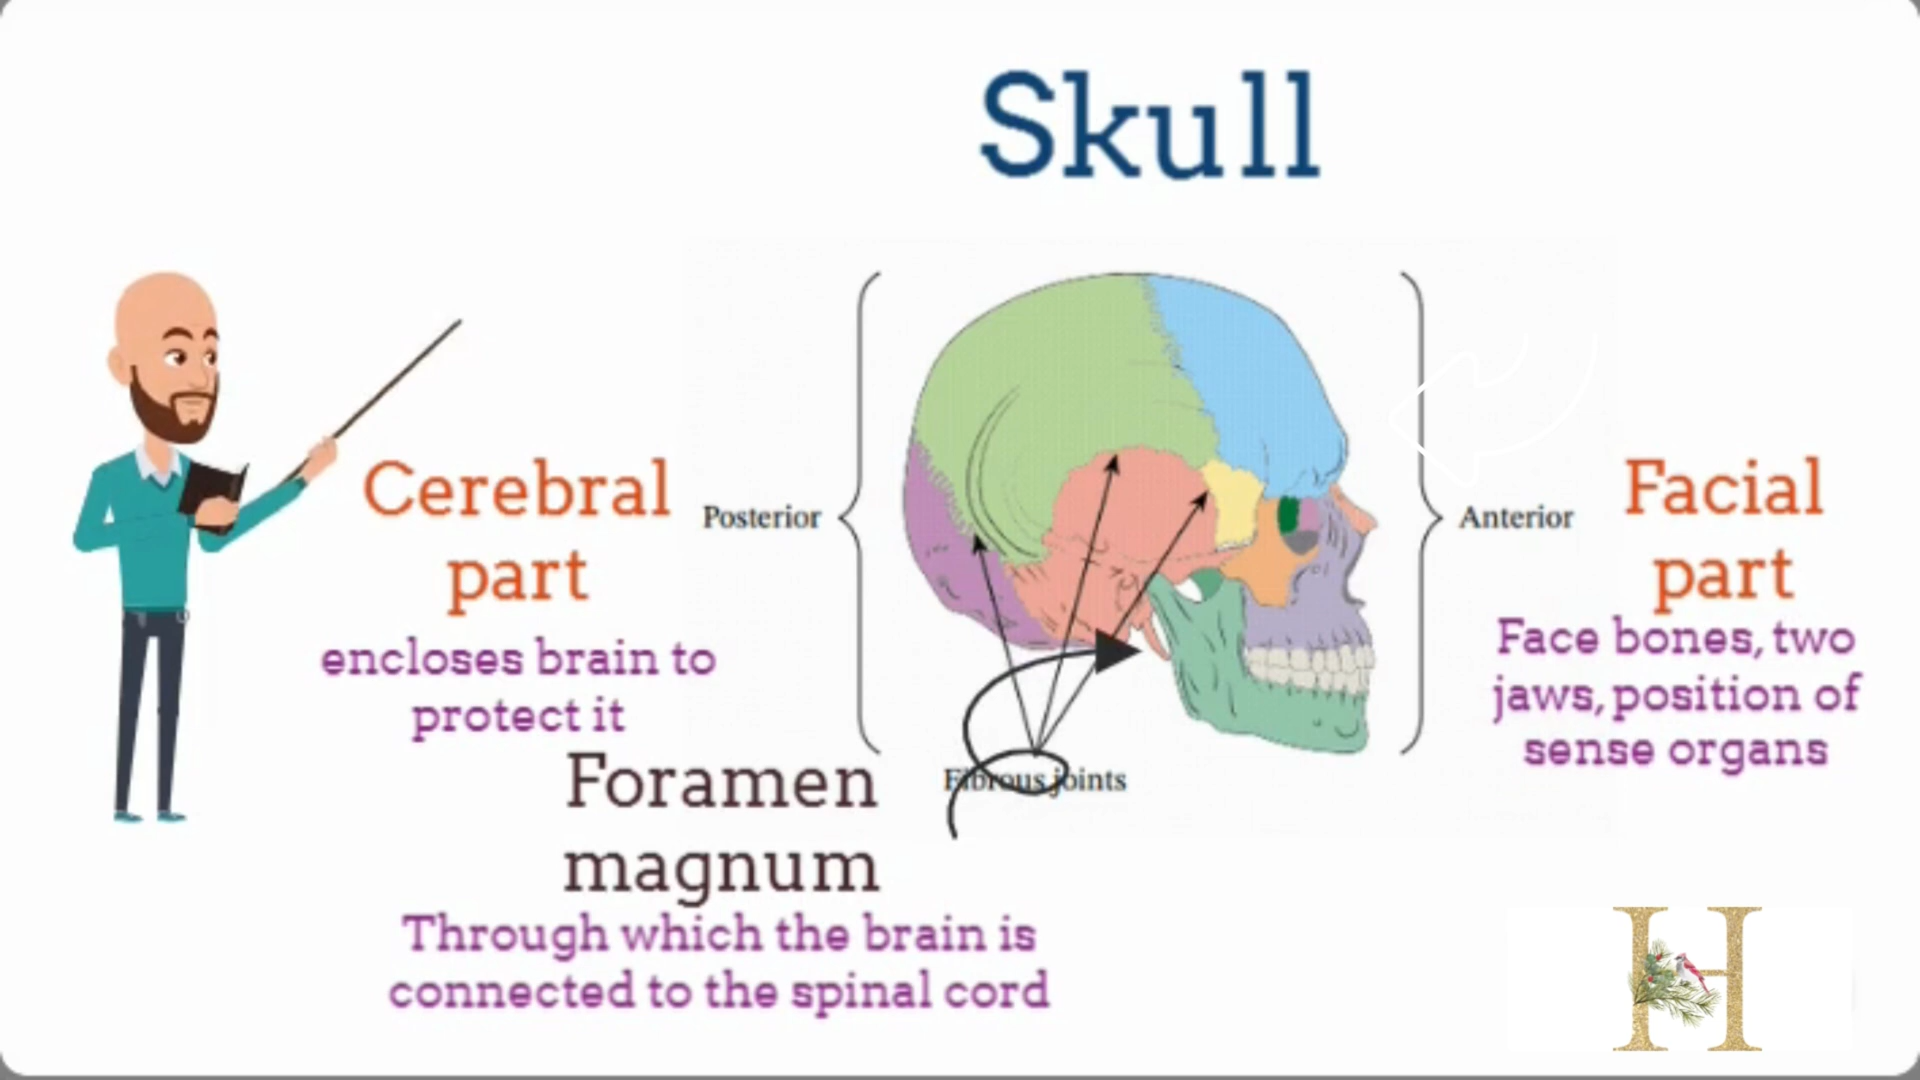 Skull
Cerebral
part
encloses brain to
protect it
Posterior
Anterior
Facial
part
Face bones, two
jaws, position of
sense organs
Fibrous joints
Foramen
magnum
Through which the brain is
connected to the spinal cord
H